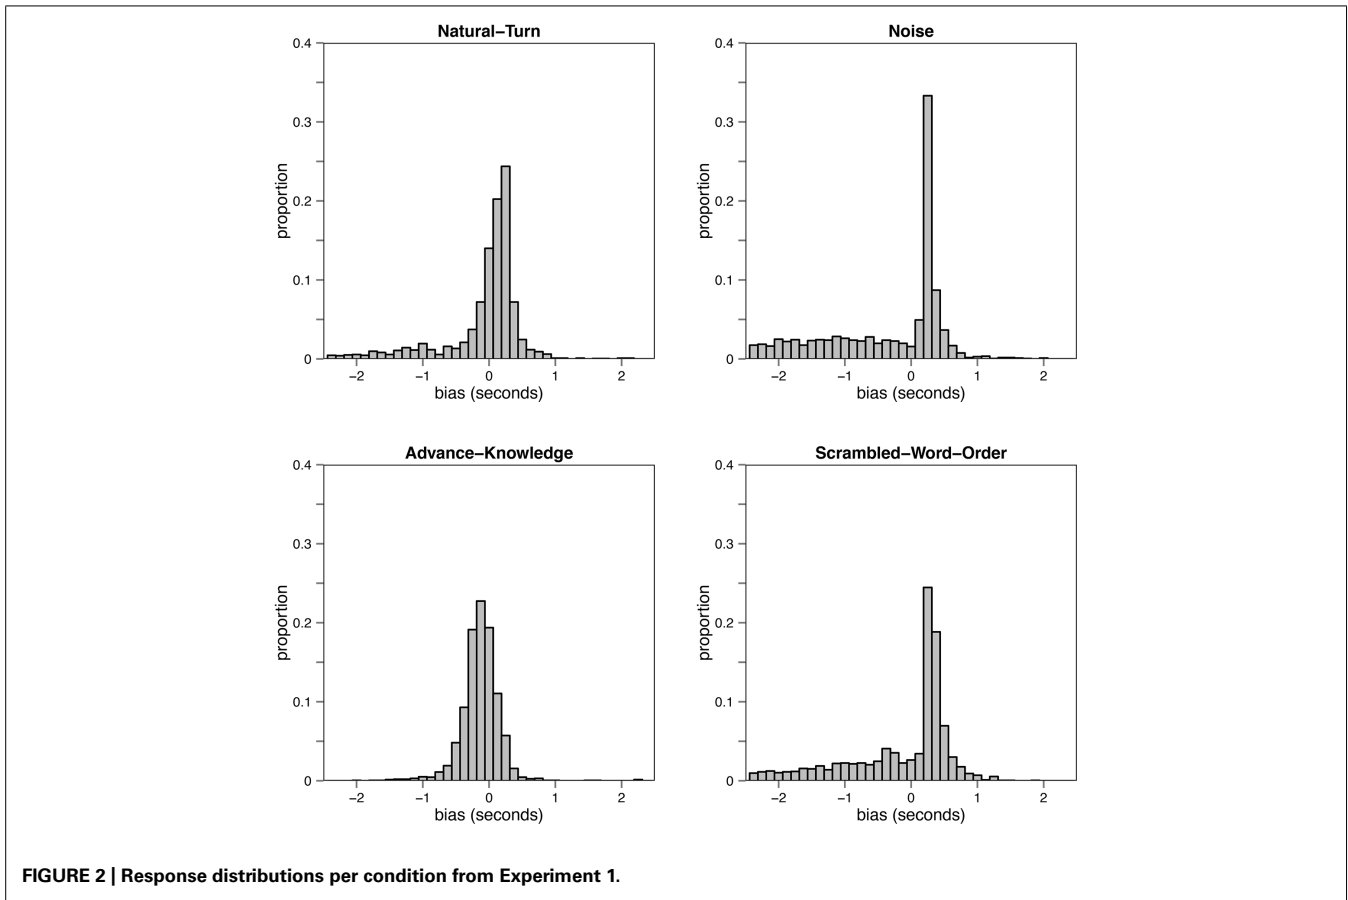 Natural–Turn
0.4
0.3
0.2
0.1
0
proportion
−2 −1 0 1 2
bias (seconds)
Noise
0.4
0.3
0.2
0.1
0
proportion
−2 −1 0 1 2
bias (seconds)
Advance–Knowledge
0.4
0.3
0.2
0.1
0
proportion
−2 −1 0 1 2
bias (seconds)
Scrambled–Word–Order
0.4
0.3
0.2
0.1
0
proportion
−2 −1 0 1 2
bias (seconds)
FIGURE 2 | Response distributions per condition from Experiment 1.